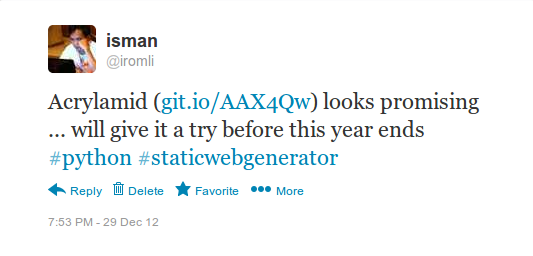 isman
@iromli
Acrylamid (git.io/AAX4Qw) looks promising
... will give it a try before this year ends
#python #staticwebgenerator
Reply Delete Favorite More
7:53 PM - 29 Dec 12